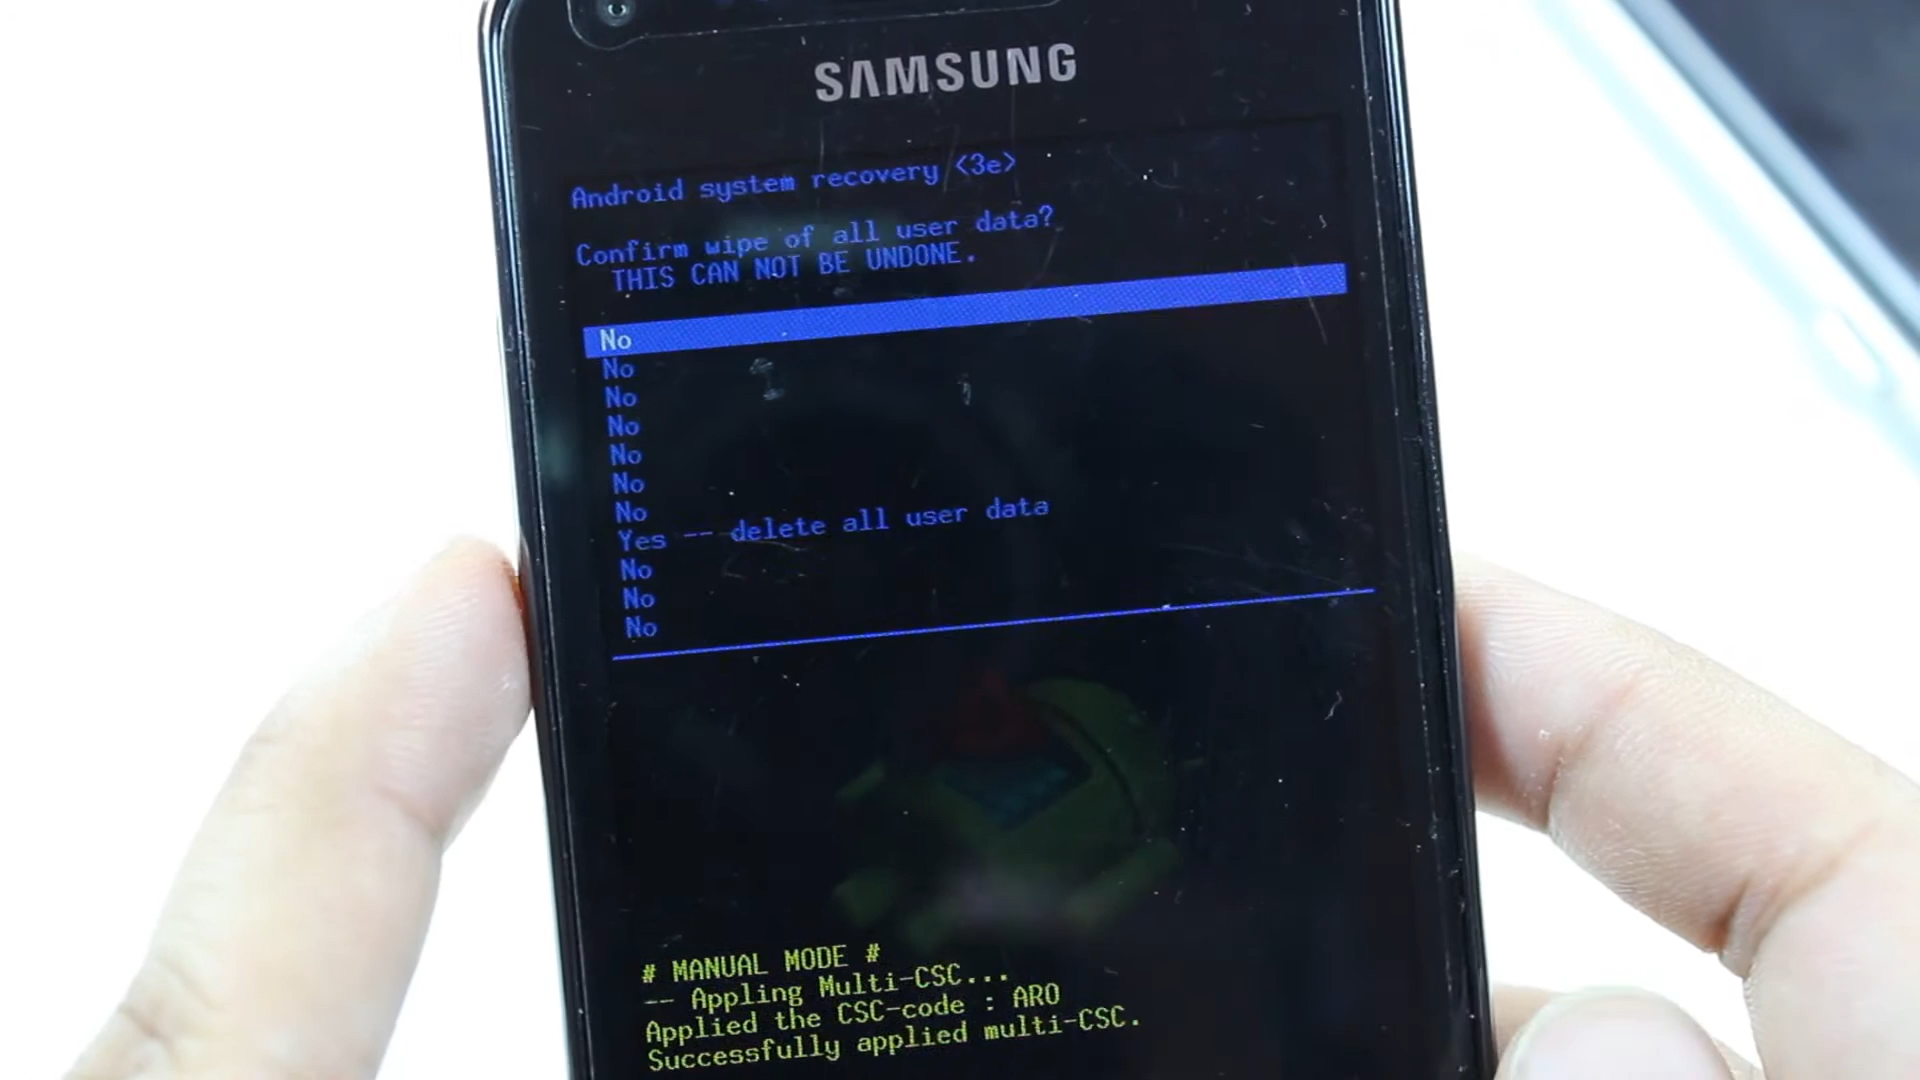 SAMSUNG
Android system recovery <3e>
Confirm wipe of all user data?
THIS CAN NOT BE UNDONE.
No
No
No
No
No
No
No
Yes -- delete all user data
No
No
No
# MANUAL MODE #
-- Appling Multi-CSC...
Applied the CSC-code : ARO
Successfully applied multi-CSC.